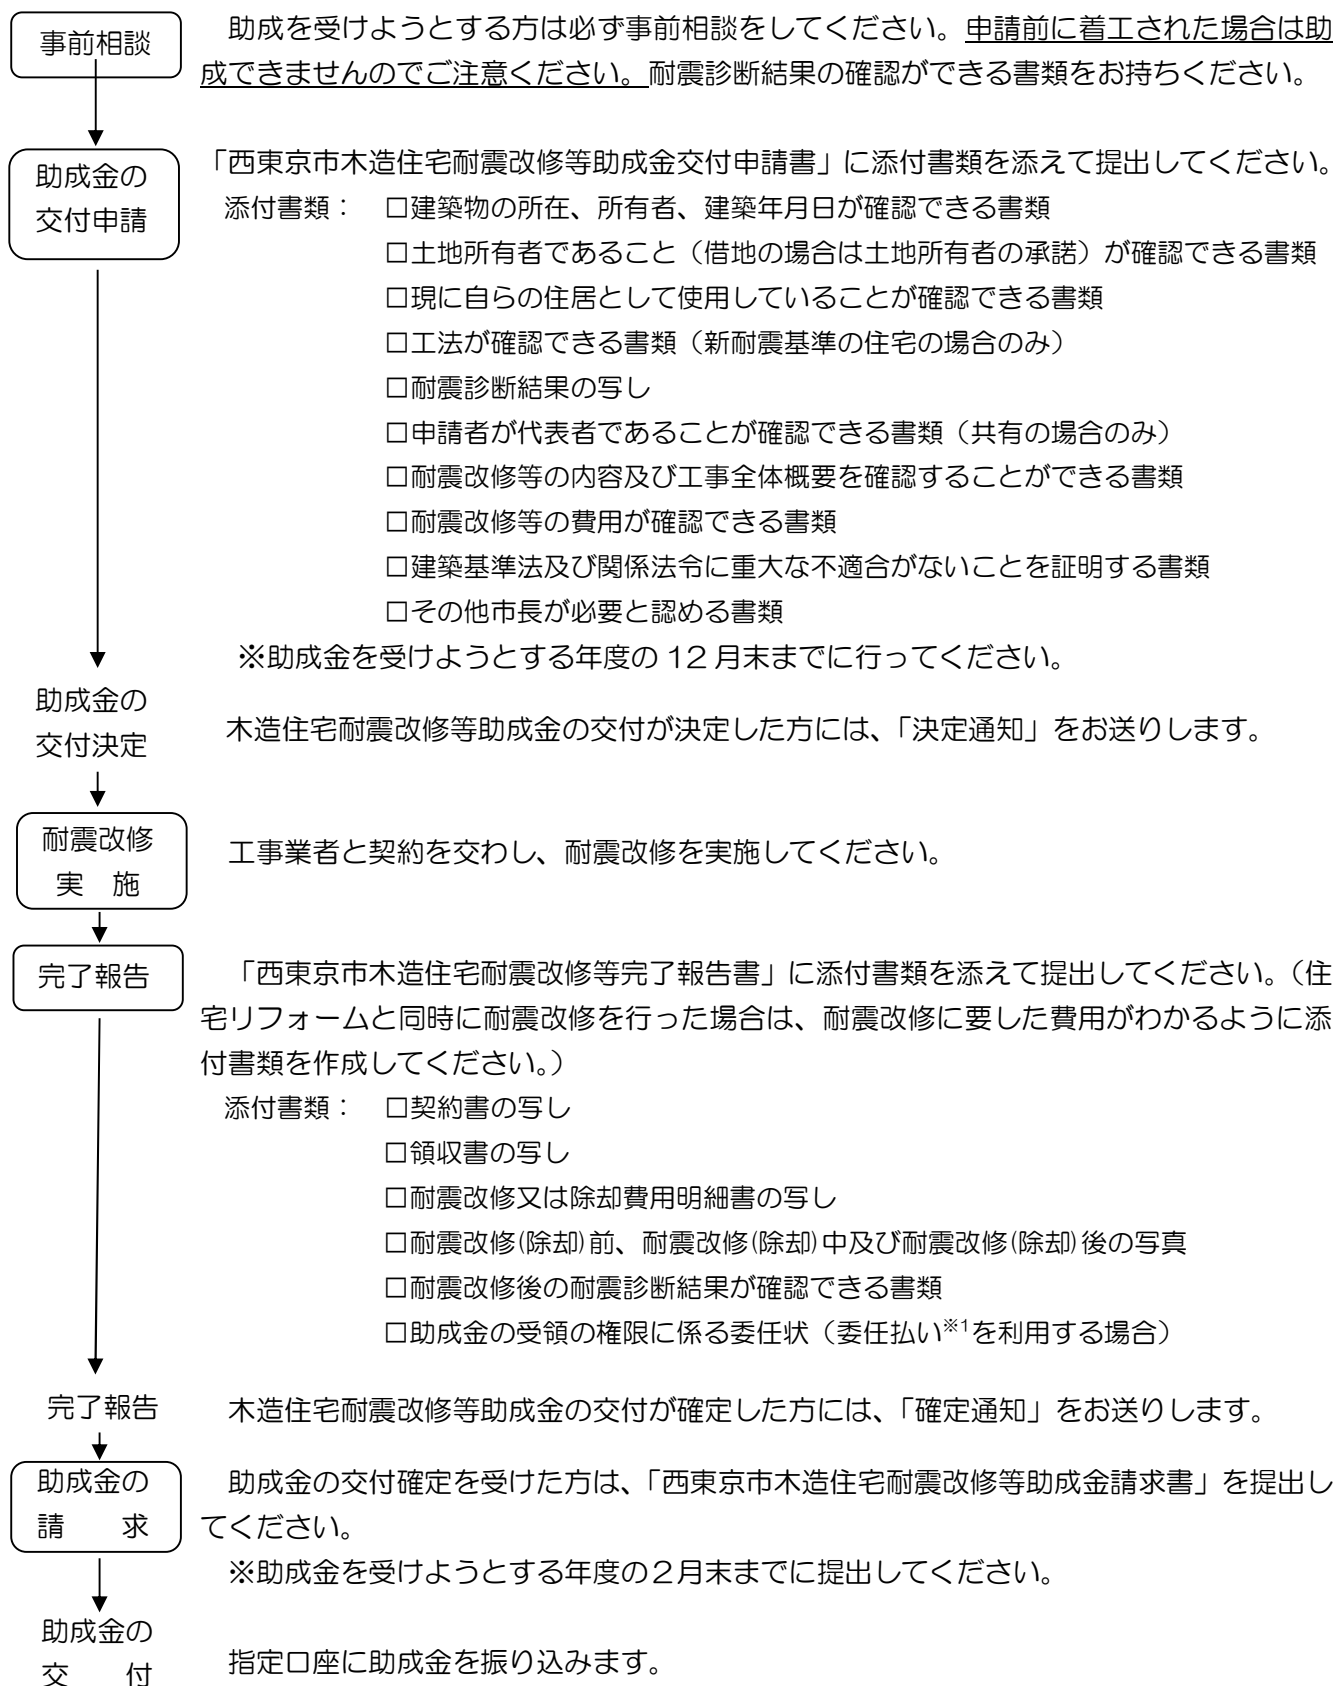 事前相談
助成を受けようとする方は必ず事前相談をしてください。申請前に着工された場合は助
成できませんのでご注意ください。耐震診断結果の確認ができる書類をお持ちください。
助成金の
交付申請
「西東京市木造住宅耐震改修等助成金交付申請書」に添付書類を添えて提出してください。
添付書類： □建築物の所在、所有者、建築年月日が確認できる書類
□土地所有者であること（借地の場合は土地所有者の承諾）が確認できる書類
□現に自らの住居として使用していることが確認できる書類
□工法が確認できる書類（新耐震基準の住宅の場合のみ）
□耐震診断結果の写し
□申請者が代表者であることが確認できる書類（共有の場合のみ）
□耐震改修等の内容及び工事全体概要を確認することができる書類
□耐震改修等の費用が確認できる書類
□建築基準法及び関係法令に重大な不適合がないことを証明する書類
□その他市長が必要と認める書類
※助成金を受けようとする年度の 12 月末までに行ってください。
助成金の
交付決定
木造住宅耐震改修等助成金の交付が決定した方には、「決定通知」をお送りします。
耐震改修
実　施
工事業者と契約を交わし、耐震改修を実施してください。
完了報告
「西東京市木造住宅耐震改修等完了報告書」に添付書類を添えて提出してください。（住
宅リフォームと同時に耐震改修を行った場合は、耐震改修に要した費用がわかるように添
付書類を作成してください。）
添付書類： □契約書の写し
□領収書の写し
□耐震改修又は除却費用明細書の写し
□耐震改修(除却)前、耐震改修(除却)中及び耐震改修(除却)後の写真
□耐震改修後の耐震診断結果が確認できる書類
□助成金の受領の権限に係る委任状（委任払い※1を利用する場合）
完了報告
木造住宅耐震改修等助成金の交付が確定した方には、「確定通知」をお送りします。
助成金の
請　　求
助成金の交付確定を受けた方は、「西東京市木造住宅耐震改修等助成金請求書」を提出し
てください。
※助成金を受けようとする年度の２月末までに提出してください。
助成金の
交　　付
指定口座に助成金を振り込みます。